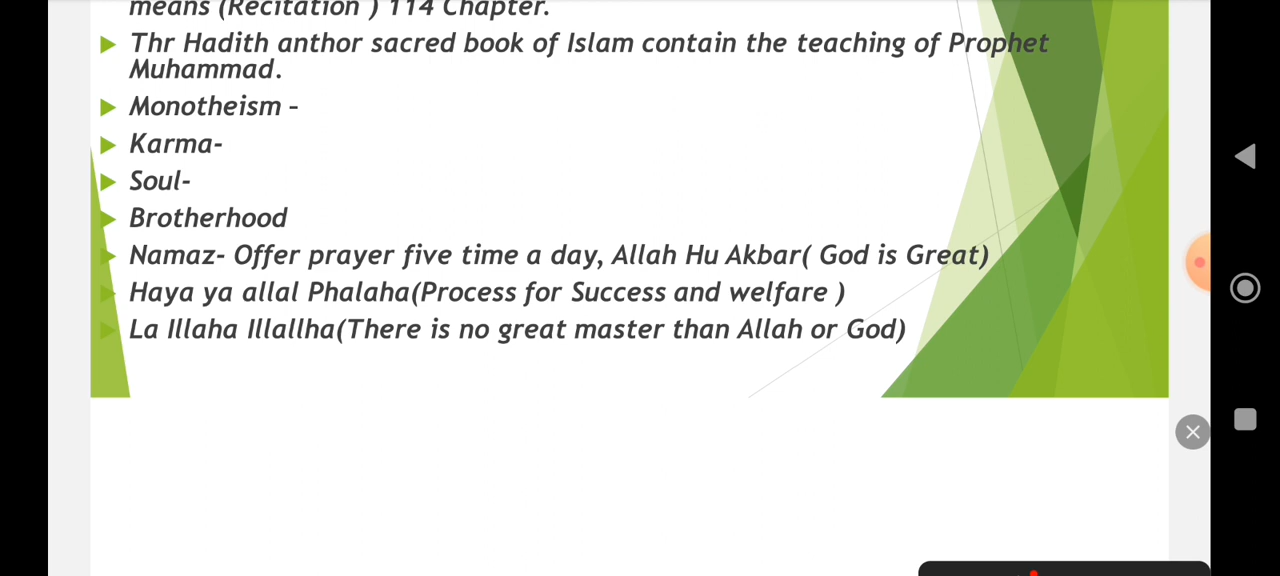 means (Recitation ) 114 Chapter.
Thr Hadith anthor sacred book of Islam contain the teaching of Prophet
Muhammad.
Monotheism –
Karma-
Soul-
Brotherhood
Namaz- Offer prayer five time a day, Allah Hu Akbar( God is Great)
Haya ya allal Phalaha(Process for Success and welfare )
La Illaha Illallha(There is no great master than Allah or God)